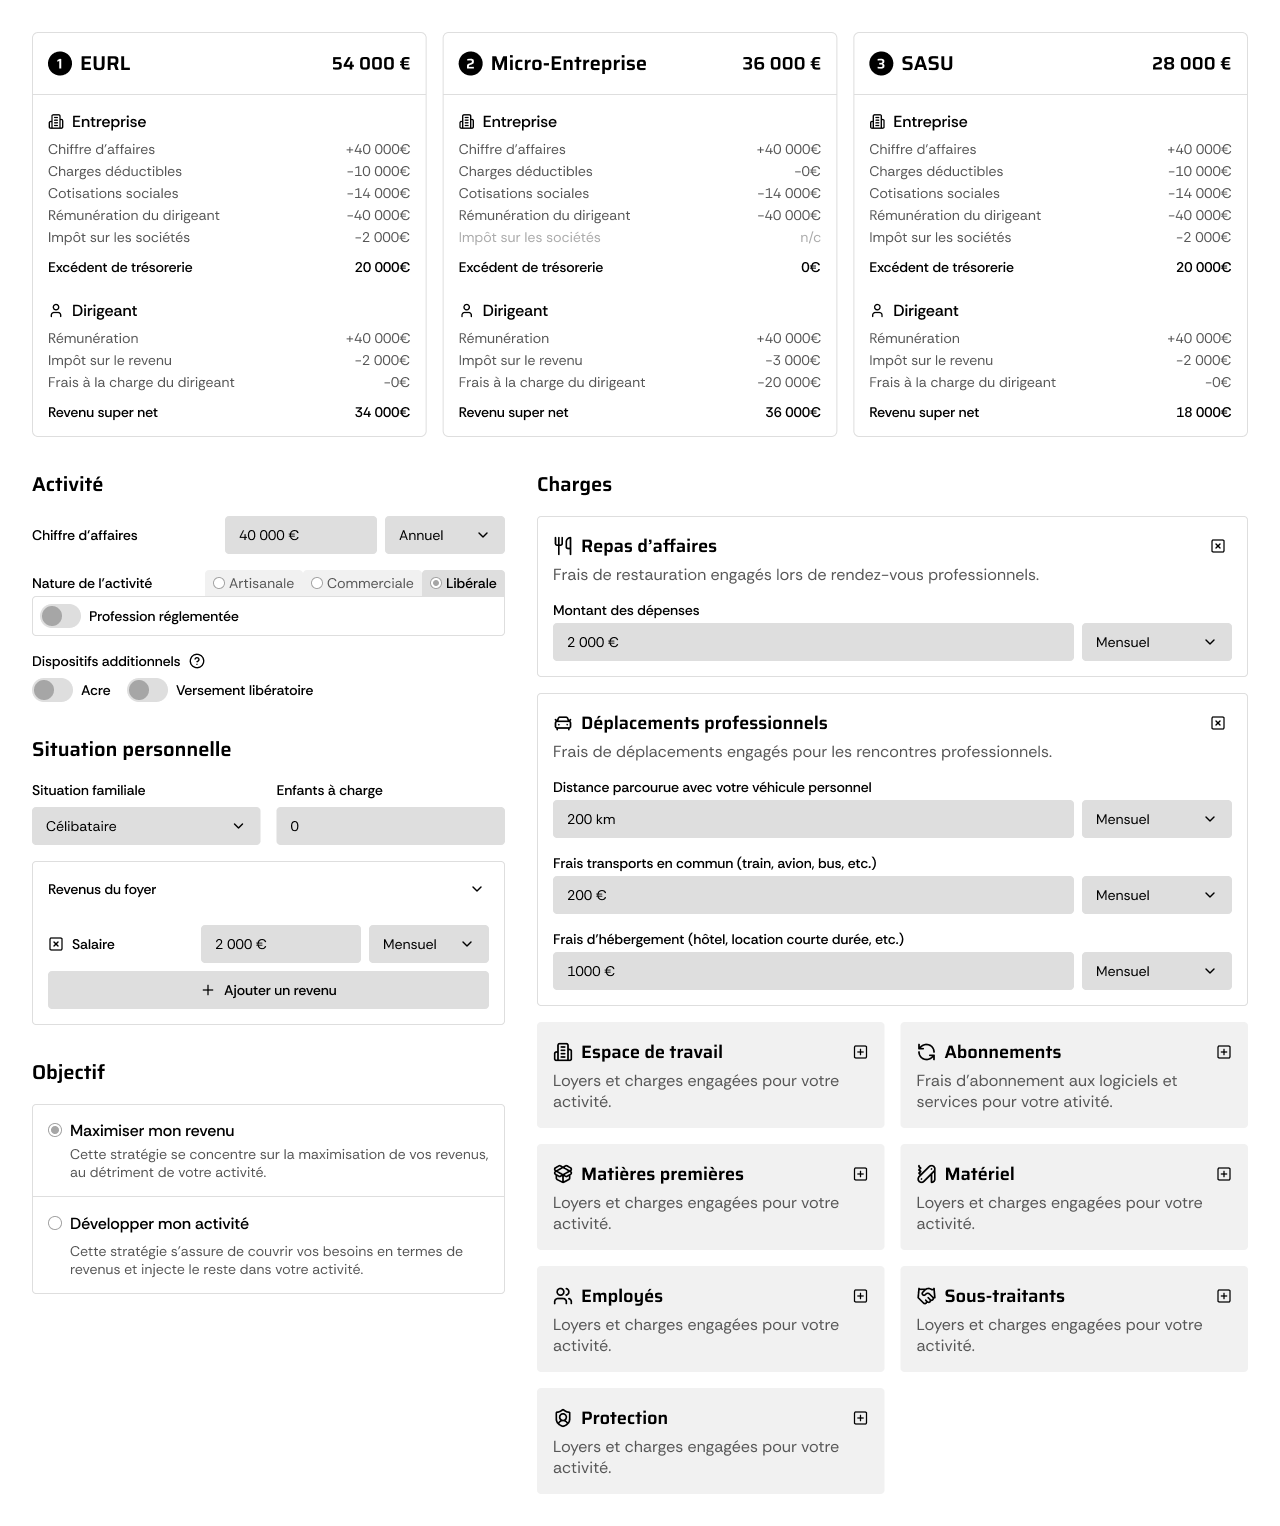 1 EURL 54 000 €
Entreprise
Chiffre d'affaires +40 000€
Charges déductibles -10 000€
Cotisations sociales -14 000€
Rémunération du dirigeant -40 000€
Impôt sur les sociétés -2 000€
Excédent de trésorerie 20 000€
Dirigeant
Rémunération +40 000€
Impôt sur le revenu -2 000€
Frais à la charge du dirigeant -0€
Revenu super net 34 000€
2 Micro-Entreprise 36 000 €
Entreprise
Chiffre d'affaires +40 000€
Charges déductibles -0€
Cotisations sociales -14 000€
Rémunération du dirigeant -40 000€
Impôt sur les sociétés n/c
Excédent de trésorerie 0€
Dirigeant
Rémunération +40 000€
Impôt sur le revenu -3 000€
Frais à la charge du dirigeant -20 000€
Revenu super net 36 000€
3 SASU 28 000 €
Entreprise
Chiffre d'affaires +40 000€
Charges déductibles -10 000€
Cotisations sociales -14 000€
Rémunération du dirigeant -40 000€
Impôt sur les sociétés -2 000€
Excédent de trésorerie 20 000€
Dirigeant
Rémunération +40 000€
Impôt sur le revenu -2 000€
Frais à la charge du dirigeant -0€
Revenu super net 18 000€
Activité
Chiffre d'affaires 40 000 € Annuel
Nature de l'activité Artisanale Commerciale Libérale
Profession réglementée
Dispositifs additionnels
Acre Versement libératoire
Situation personnelle
Situation familiale Enfants à charge
Célibataire 0
Revenus du foyer
Salaire 2 000 € Mensuel
Ajouter un revenu
Objectif
Maximiser mon revenu
Cette stratégie se concentre sur la maximisation de vos revenus,
au détriment de votre activité.
Développer mon activité
Cette stratégie s'assure de couvrir vos besoins en termes de
revenus et injecte le reste dans votre activité.
Charges
Repas d'affaires
Frais de restauration engagés lors de rendez-vous professionnels.
Montant des dépenses
2 000 € Mensuel
Déplacements professionnels
Frais de déplacements engagés pour les rencontres professionnels.
Distance parcourue avec votre véhicule personnel
200 km Mensuel
Frais transports en commun (train, avion, bus, etc.)
200 € Mensuel
Frais d'hébergement (hôtel, location courte durée, etc.)
1000 € Mensuel
Espace de travail
Loyers et charges engagées pour votre
activité.
Abonnements
Frais d'abonnement aux logiciels et
services pour votre ativité.
Matières premières
Loyers et charges engagées pour votre
activité.
Matériel
Loyers et charges engagées pour votre
activité.
Employés
Loyers et charges engagées pour votre
activité.
Sous-traitants
Loyers et charges engagées pour votre
activité.
Protection
Loyers et charges engagées pour votre
activité.